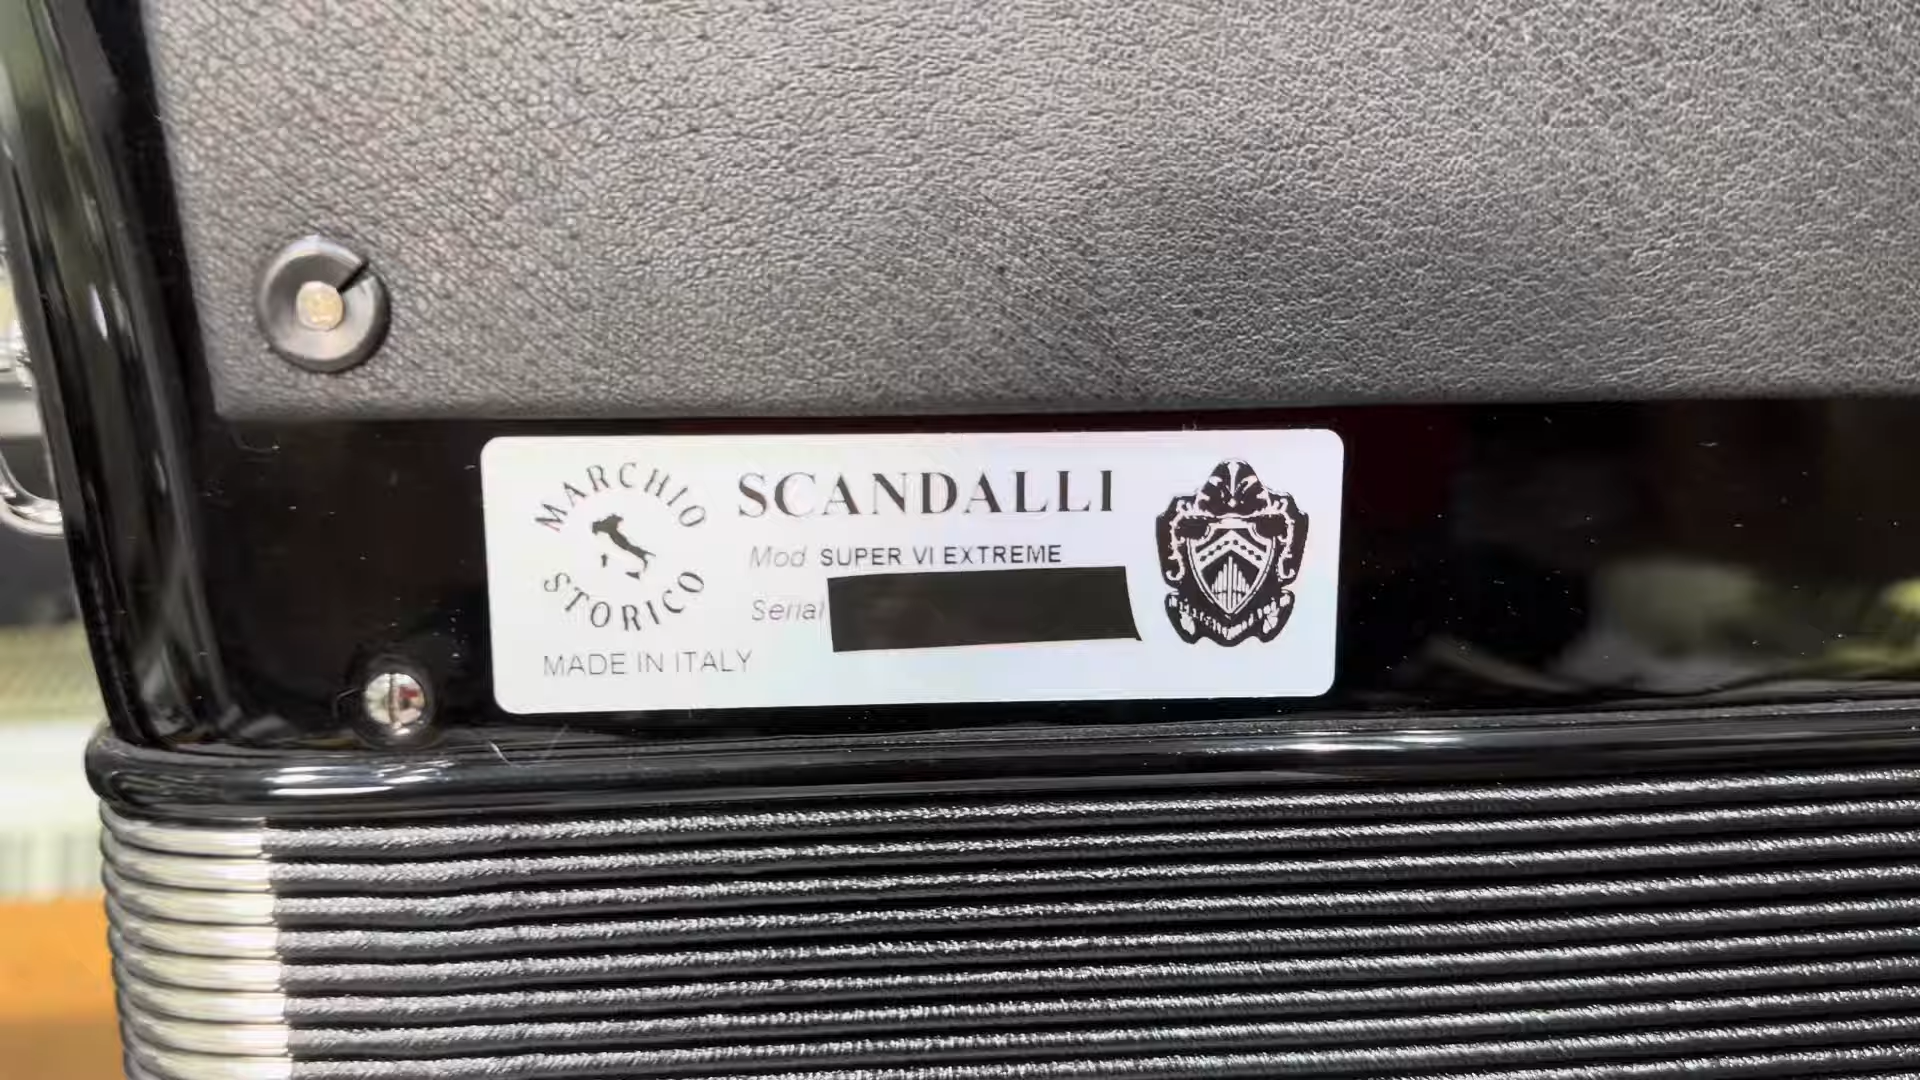 MARCHIO
STORICO
SCANDALLI
Mod SUPER VI EXTREME
Serial
MADE IN ITALY